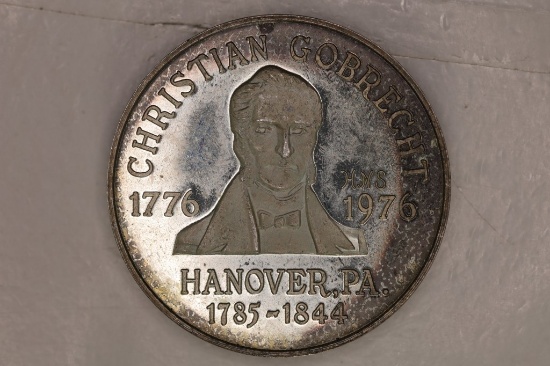 CHRISTIAN GOBRECHT
1776 1976
HANOVER, PA.
1785~1844